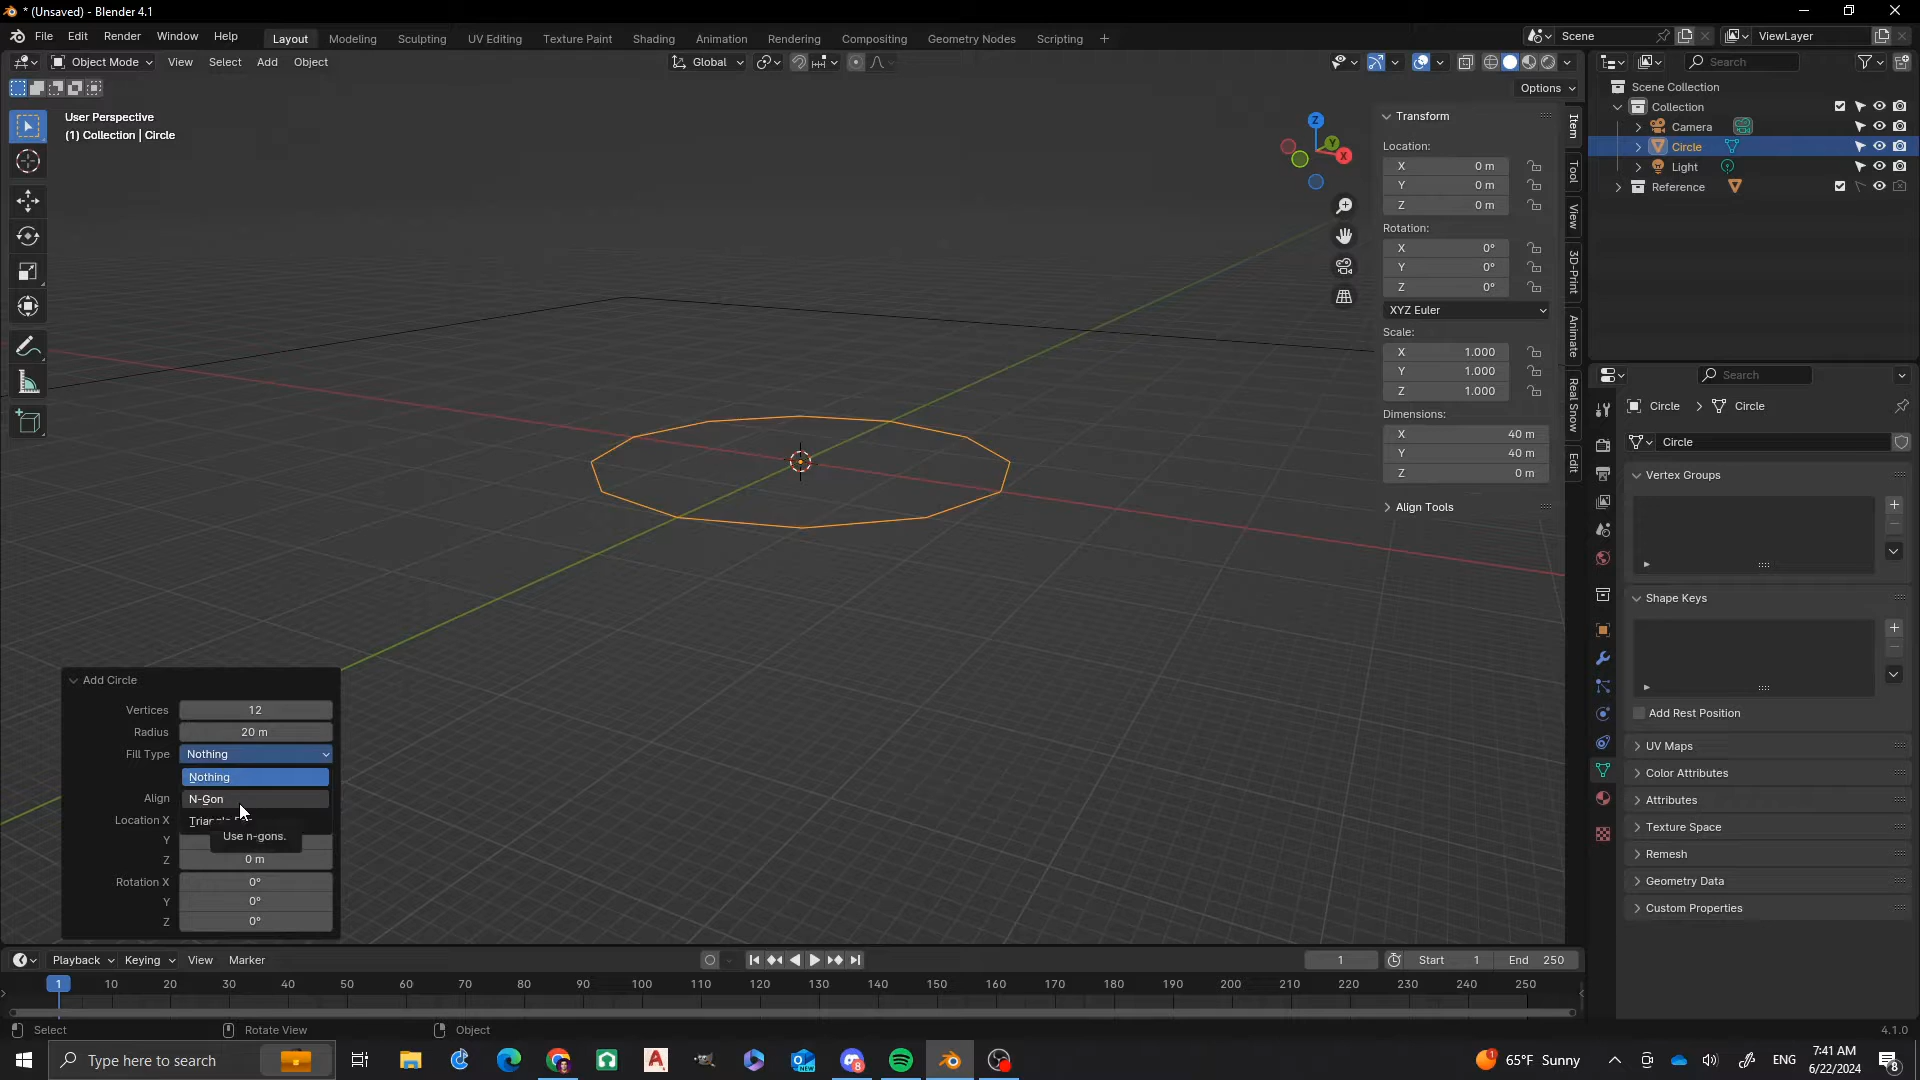 * (Unsaved) - Blender 4.1
File Edit Render Window Help
Layout Modeling Sculpting UV Editing Texture Paint Shading Animation Rendering Compositing Geometry Nodes Scripting +
Scene ViewLayer
Object Mode View Select Add Object Global
Search
Options
User Perspective
(1) Collection | Circle
Z
Y
X
Transform
Location:
X 0 m
Y 0 m
Z 0 m
Rotation:
X 0°
Y 0°
Z 0°
XYZ Euler
Scale:
X 1.000
Y 1.000
Z 1.000
Dimensions:
X 40 m
Y 40 m
Z 0 m
Align Tools
Item
Tool
View
3D-Print
Animate
Real Snow
Edit
Scene Collection
Collection
Camera
Circle
Light
Reference
Search
Circle > Circle
Circle
Vertex Groups
Shape Keys
Add Rest Position
UV Maps
Color Attributes
Attributes
Texture Space
Remesh
Geometry Data
Custom Properties
Add Circle
Vertices 12
Radius 20 m
Fill Type Nothing
Nothing
Align N-Gon
Location X
Use n-gons.
Y
Z 0 m
Rotation X 0°
Y 0°
Z 0°
Playback Keying View Marker
1 Start 1 End 250
1 10 20 30 40 50 60 70 80 90 100 110 120 130 140 150 160 170 180 190 200 210 220 230 240 250
Select Rotate View Object
4.1.0
Type here to search
65°F Sunny
ENG
7:41 AM
6/22/2024
8